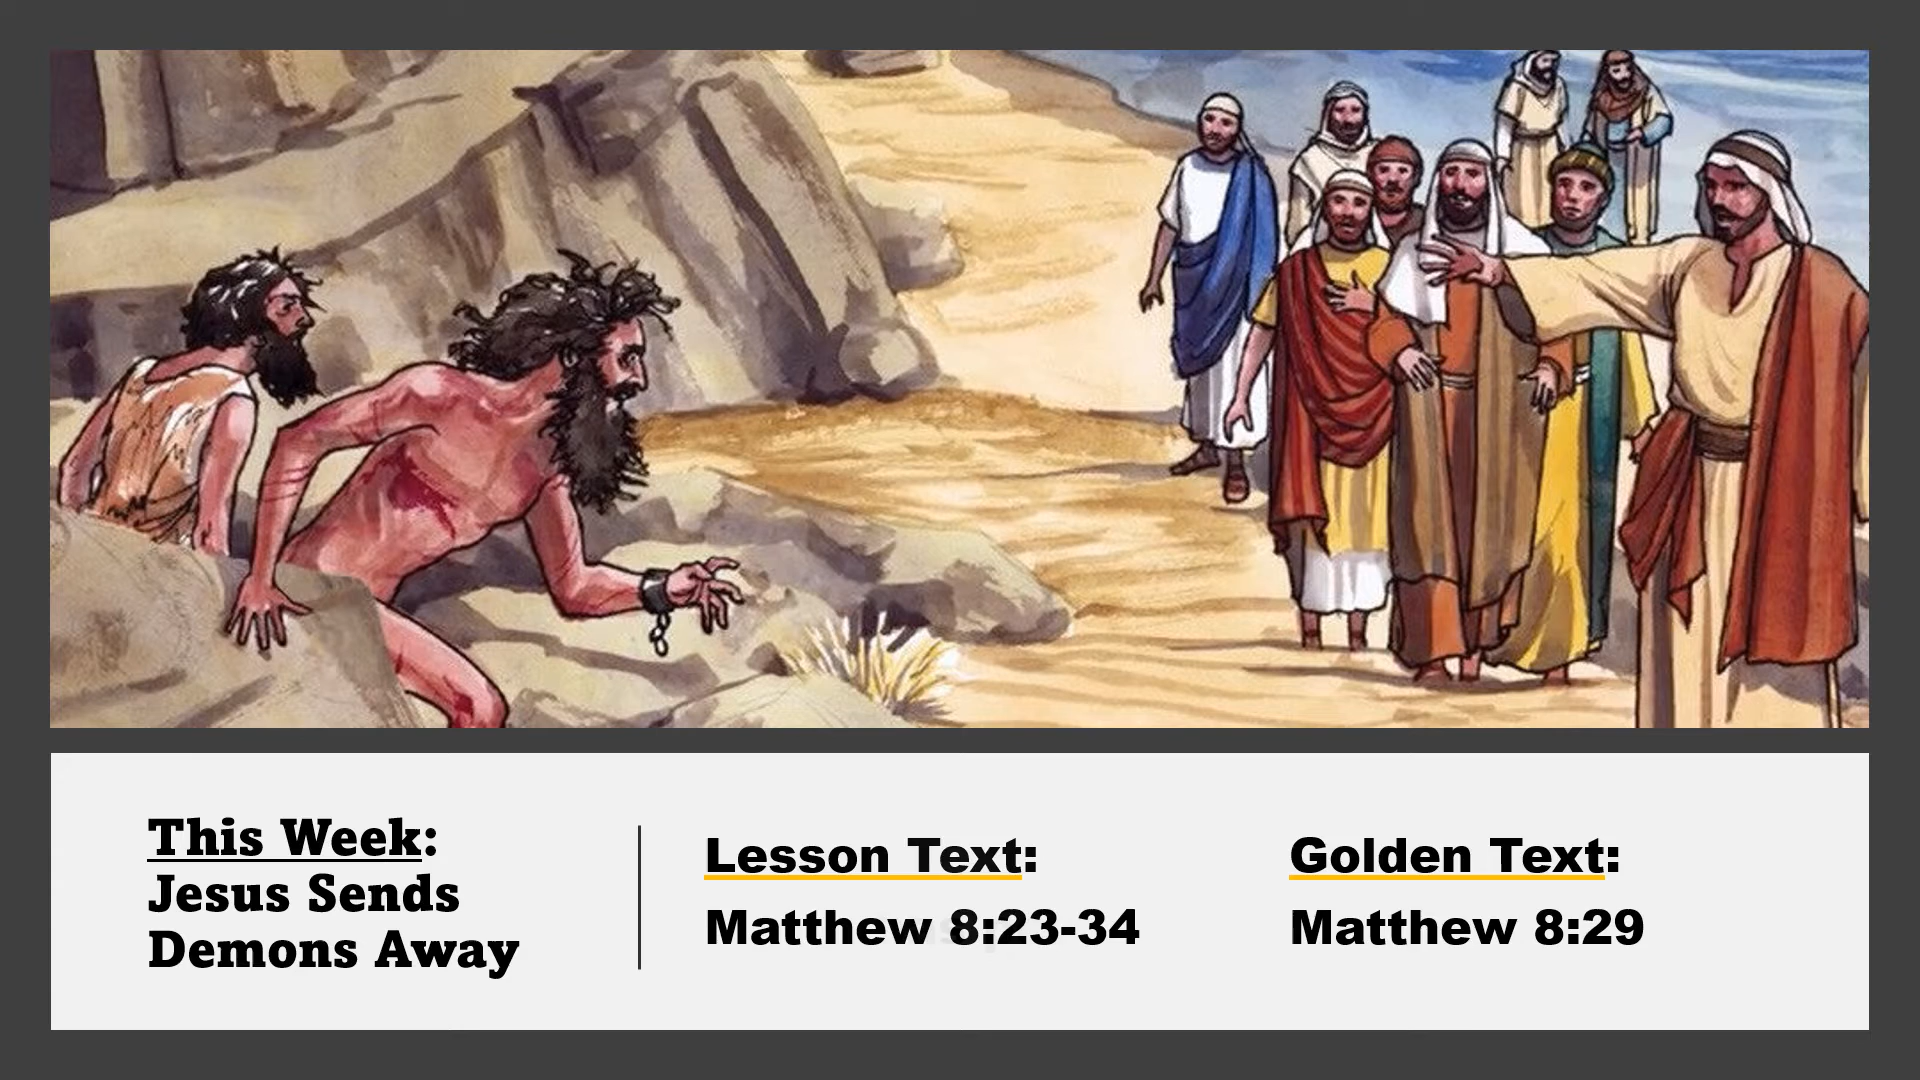 This Week:
Jesus Sends
Demons Away
Lesson Text:
Matthew 8:23-34
Golden Text:
Matthew 8:29